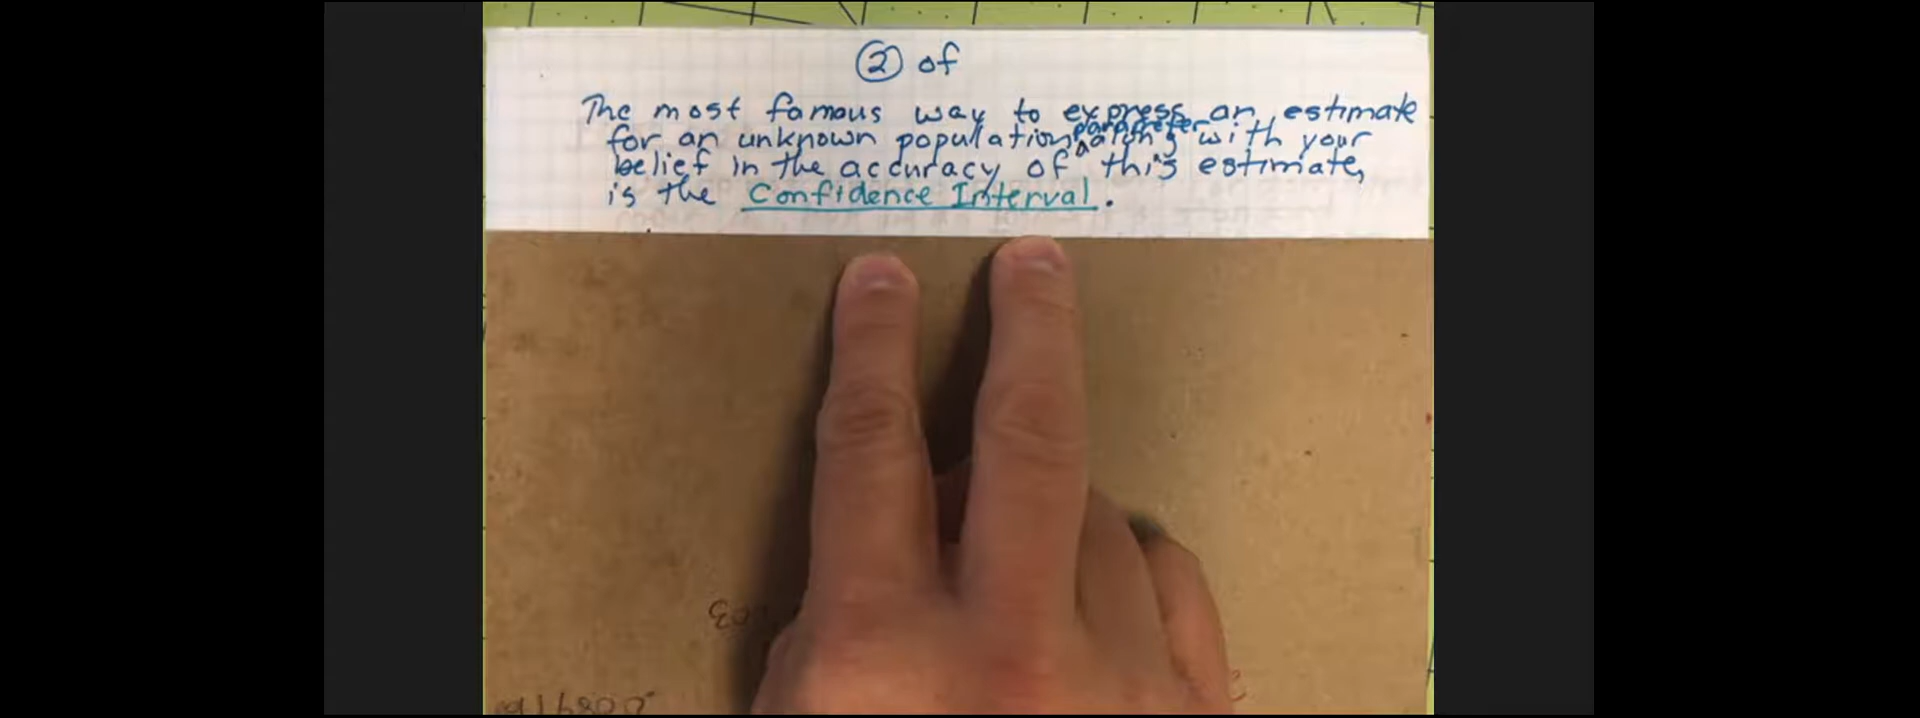 ② of
The most famous way to express an estimate
for an unknown population parameter along with your
belief in the accuracy of this estimate,
is the Confidence Interval.